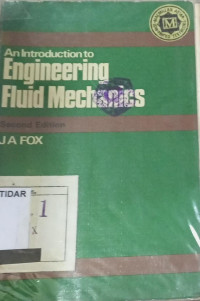 An Introduction to
Engineering
Fluid Mechanics
Second Edition
J A FOX
TIDAR
1
X